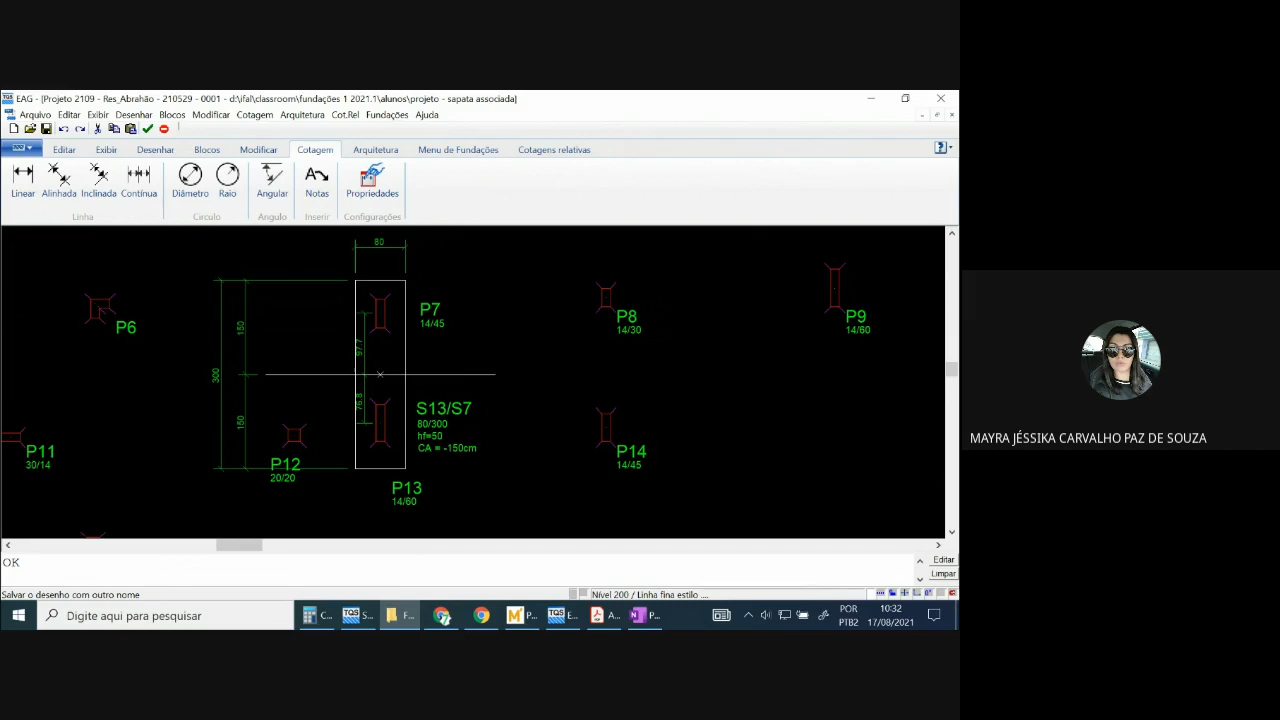 EAG - [Projeto 2109 - Res_Abrahão - 210529 - 0001 - d:\ifal\classroom\fundações 1 2021.1\alunos\projeto - sapata associada]
Arquivo Editar Exibir Desenhar Blocos Modificar Cotagem Arquitetura Cot.Rel Fundações Ajuda
Editar Exibir Desenhar Blocos Modificar Cotagem Arquitetura Menu de Fundações Cotagens relativas
Linear Alinhada Inclinada Contínua Diâmetro Raio Angular Notas Propriedades
Linha Circulo Angulo Inserir Configurações
80
P6
P7
14/45
P8
14/30
P9
14/60
150
300
150
97.7
76.8
S13/S7
80/300
hf=50
CA = -150cm
P11
30/14
P12
20/20
P13
14/60
P14
14/45
MAYRA JÉSSIKA CARVALHO PAZ DE SOUZA
OK
Editar
Limpar
Salvar o desenho com outro nome
Nível 200 / Linha fina estilo ....
Digite aqui para pesquisar
C... S... F... P... E... A... P...
POR
PTB2
10:32
17/08/2021